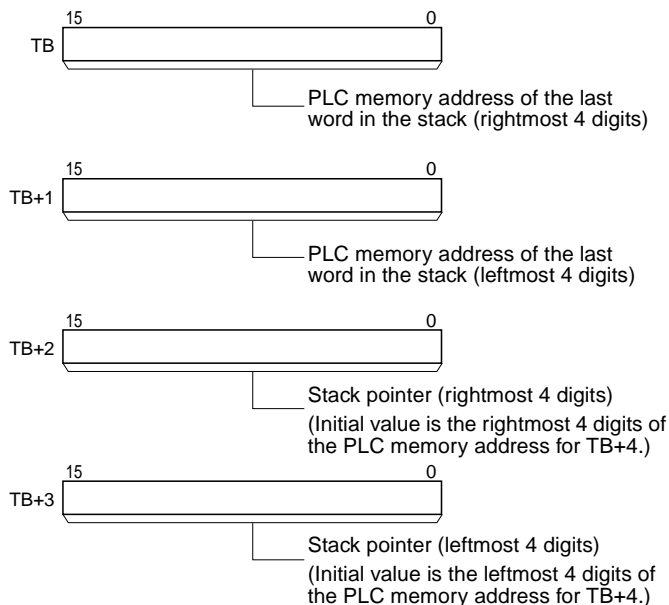 15 0
TB
PLC memory address of the last
word in the stack (rightmost 4 digits)
15 0
TB+1
PLC memory address of the last
word in the stack (leftmost 4 digits)
15 0
TB+2
Stack pointer (rightmost 4 digits)
(Initial value is the rightmost 4 digits of
the PLC memory address for TB+4.)
15 0
TB+3
Stack pointer (leftmost 4 digits)
(Initial value is the leftmost 4 digits of
the PLC memory address for TB+4.)